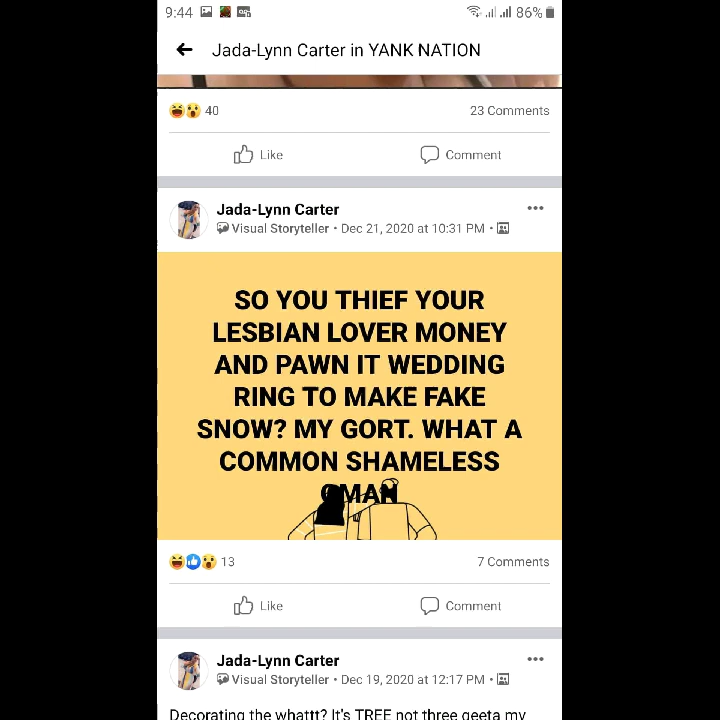 9:44 86%
Jada-Lynn Carter in YANK NATION
40 23 Comments
Like Comment
Jada-Lynn Carter
Visual Storyteller • Dec 21, 2020 at 10:31 PM •
SO YOU THIEF YOUR
LESBIAN LOVER MONEY
AND PAWN IT WEDDING
RING TO MAKE FAKE
SNOW? MY GORT. WHAT A
COMMON SHAMELESS
OMAN
13 7 Comments
Like Comment
Jada-Lynn Carter
Visual Storyteller • Dec 19, 2020 at 12:17 PM •
Decorating the whattt? It's TREE not three geeta my